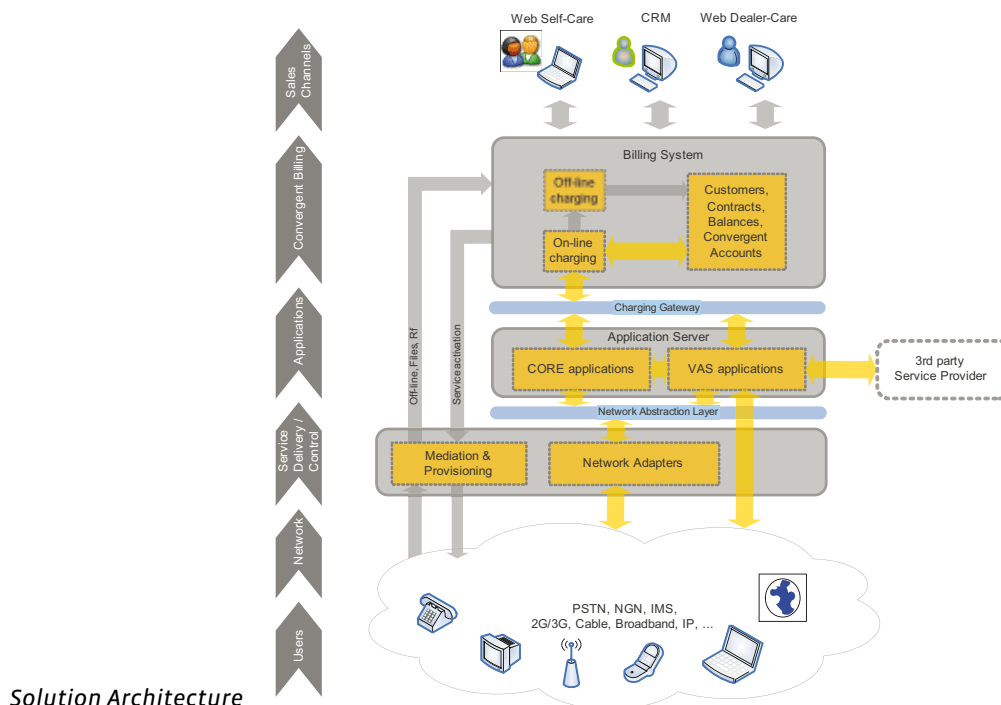 Web Self-Care
CRM
Web Dealer-Care
Sales
Channels
Convergent Billing
Applications
Service
Delivery /
Control
Network
Users
Billing System
Off-line
charging
On-line
charging
Customers,
Contracts,
Balances,
Convergent
Accounts
Charging Gateway
Application Server
CORE applications
VAS applications
3rd party
Service Provider
Network Abstraction Layer
Off-line, Files, Rf
Service activation
Mediation &
Provisioning
Network Adapters
PSTN, NGN, IMS,
2G/3G, Cable, Broadband, IP, ...
Solution Architecture